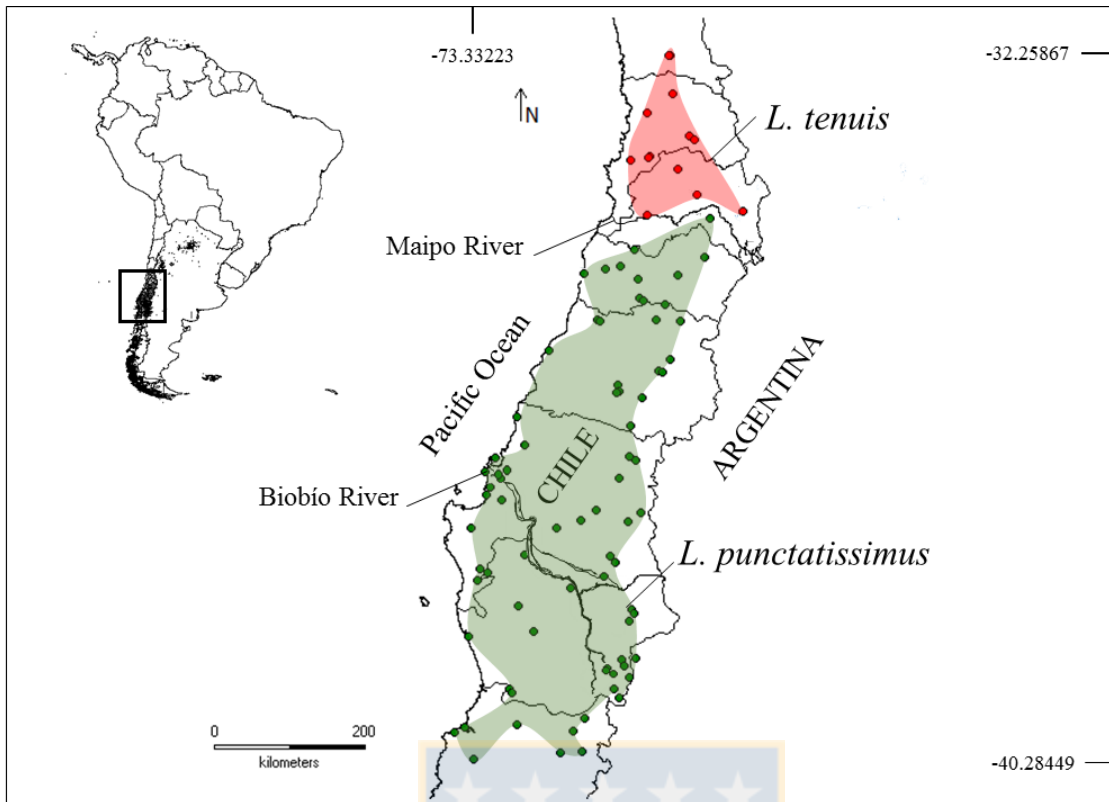 -73.33223
-32.25867
N
L. tenuis
Maipo River
Pacific Ocean
ARGENTINA
CHILE
Biobío River
L. punctatissimus
0
200
kilometers
-40.28449